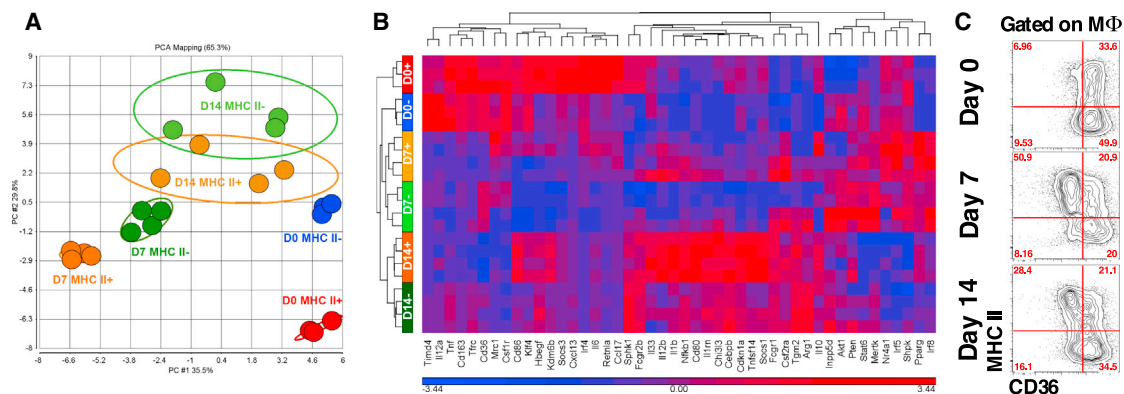 A
PCA Mapping (65.3%)
9
7.3
5.6
3.9
2.2
0.5
-1.2
-2.9
-4.6
-6.3
-8
PC #2 29.8%
D14 MHC II-
D14 MHC II+
D0 MHC II-
D7 MHC II-
D7 MHC II+
D0 MHC II+
-8 -6.6 -5.2 -3.8 -2.4 -1 0.4 1.8 3.2 4.6 6
PC #1 35.5%
B
D0+
D0-
D7+
D7-
D14+
D14-
Timd4
Il12a
Tnf
Cd163
Tfrc
Cd36
Mrc1
Csf1r
Cd86
Klf4
Hbegf
Kdm6b
Socs3
Cxcl13
Irf4
Il6
Retnla
Ccl17
Sphk1
Fcgr2b
Il33
Il12b
Il1b
Nfkb1
Cd80
Il1rn
Chi3l3
Cebpb
Cdkn1a
Tnfsf14
Socs1
Fcgr1
Csf2ra
Tgm2
Arg1
Il10
Inpp5d
Akt1
Pten
Stat6
Mertk
Nr4a1
Irf5
Shpk
Pparg
Irf8
-3.44 0.00 3.44
C
Gated on MΦ
Day 0
6.96 33.6
9.53 49.9
Day 7
50.9 20.9
8.16 20
Day 14
28.4 21.1
16.1 34.5
MHC II
CD36